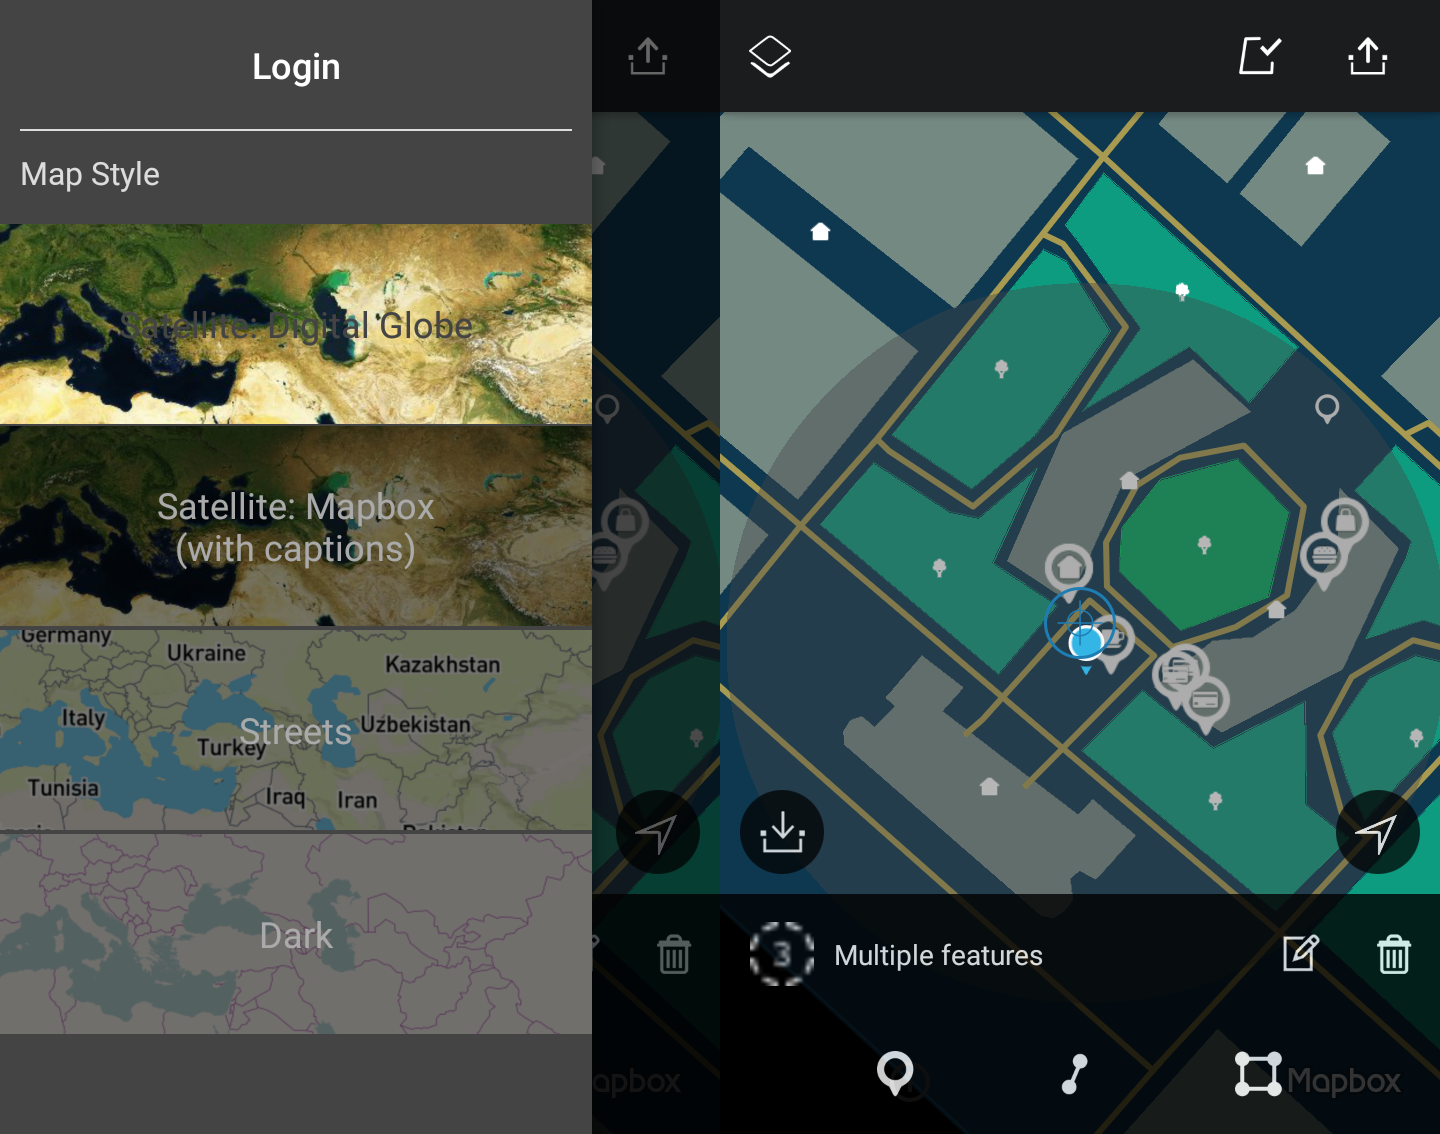 Login
Map Style
Satellite: Digital Globe
Satellite: Mapbox
(with captions)
Germany
Ukraine
Kazakhstan
Italy
Streets
Uzbekistan
Turkey
Tunisia
Iraq
Iran
apbox
3
Multiple features
Mapbox